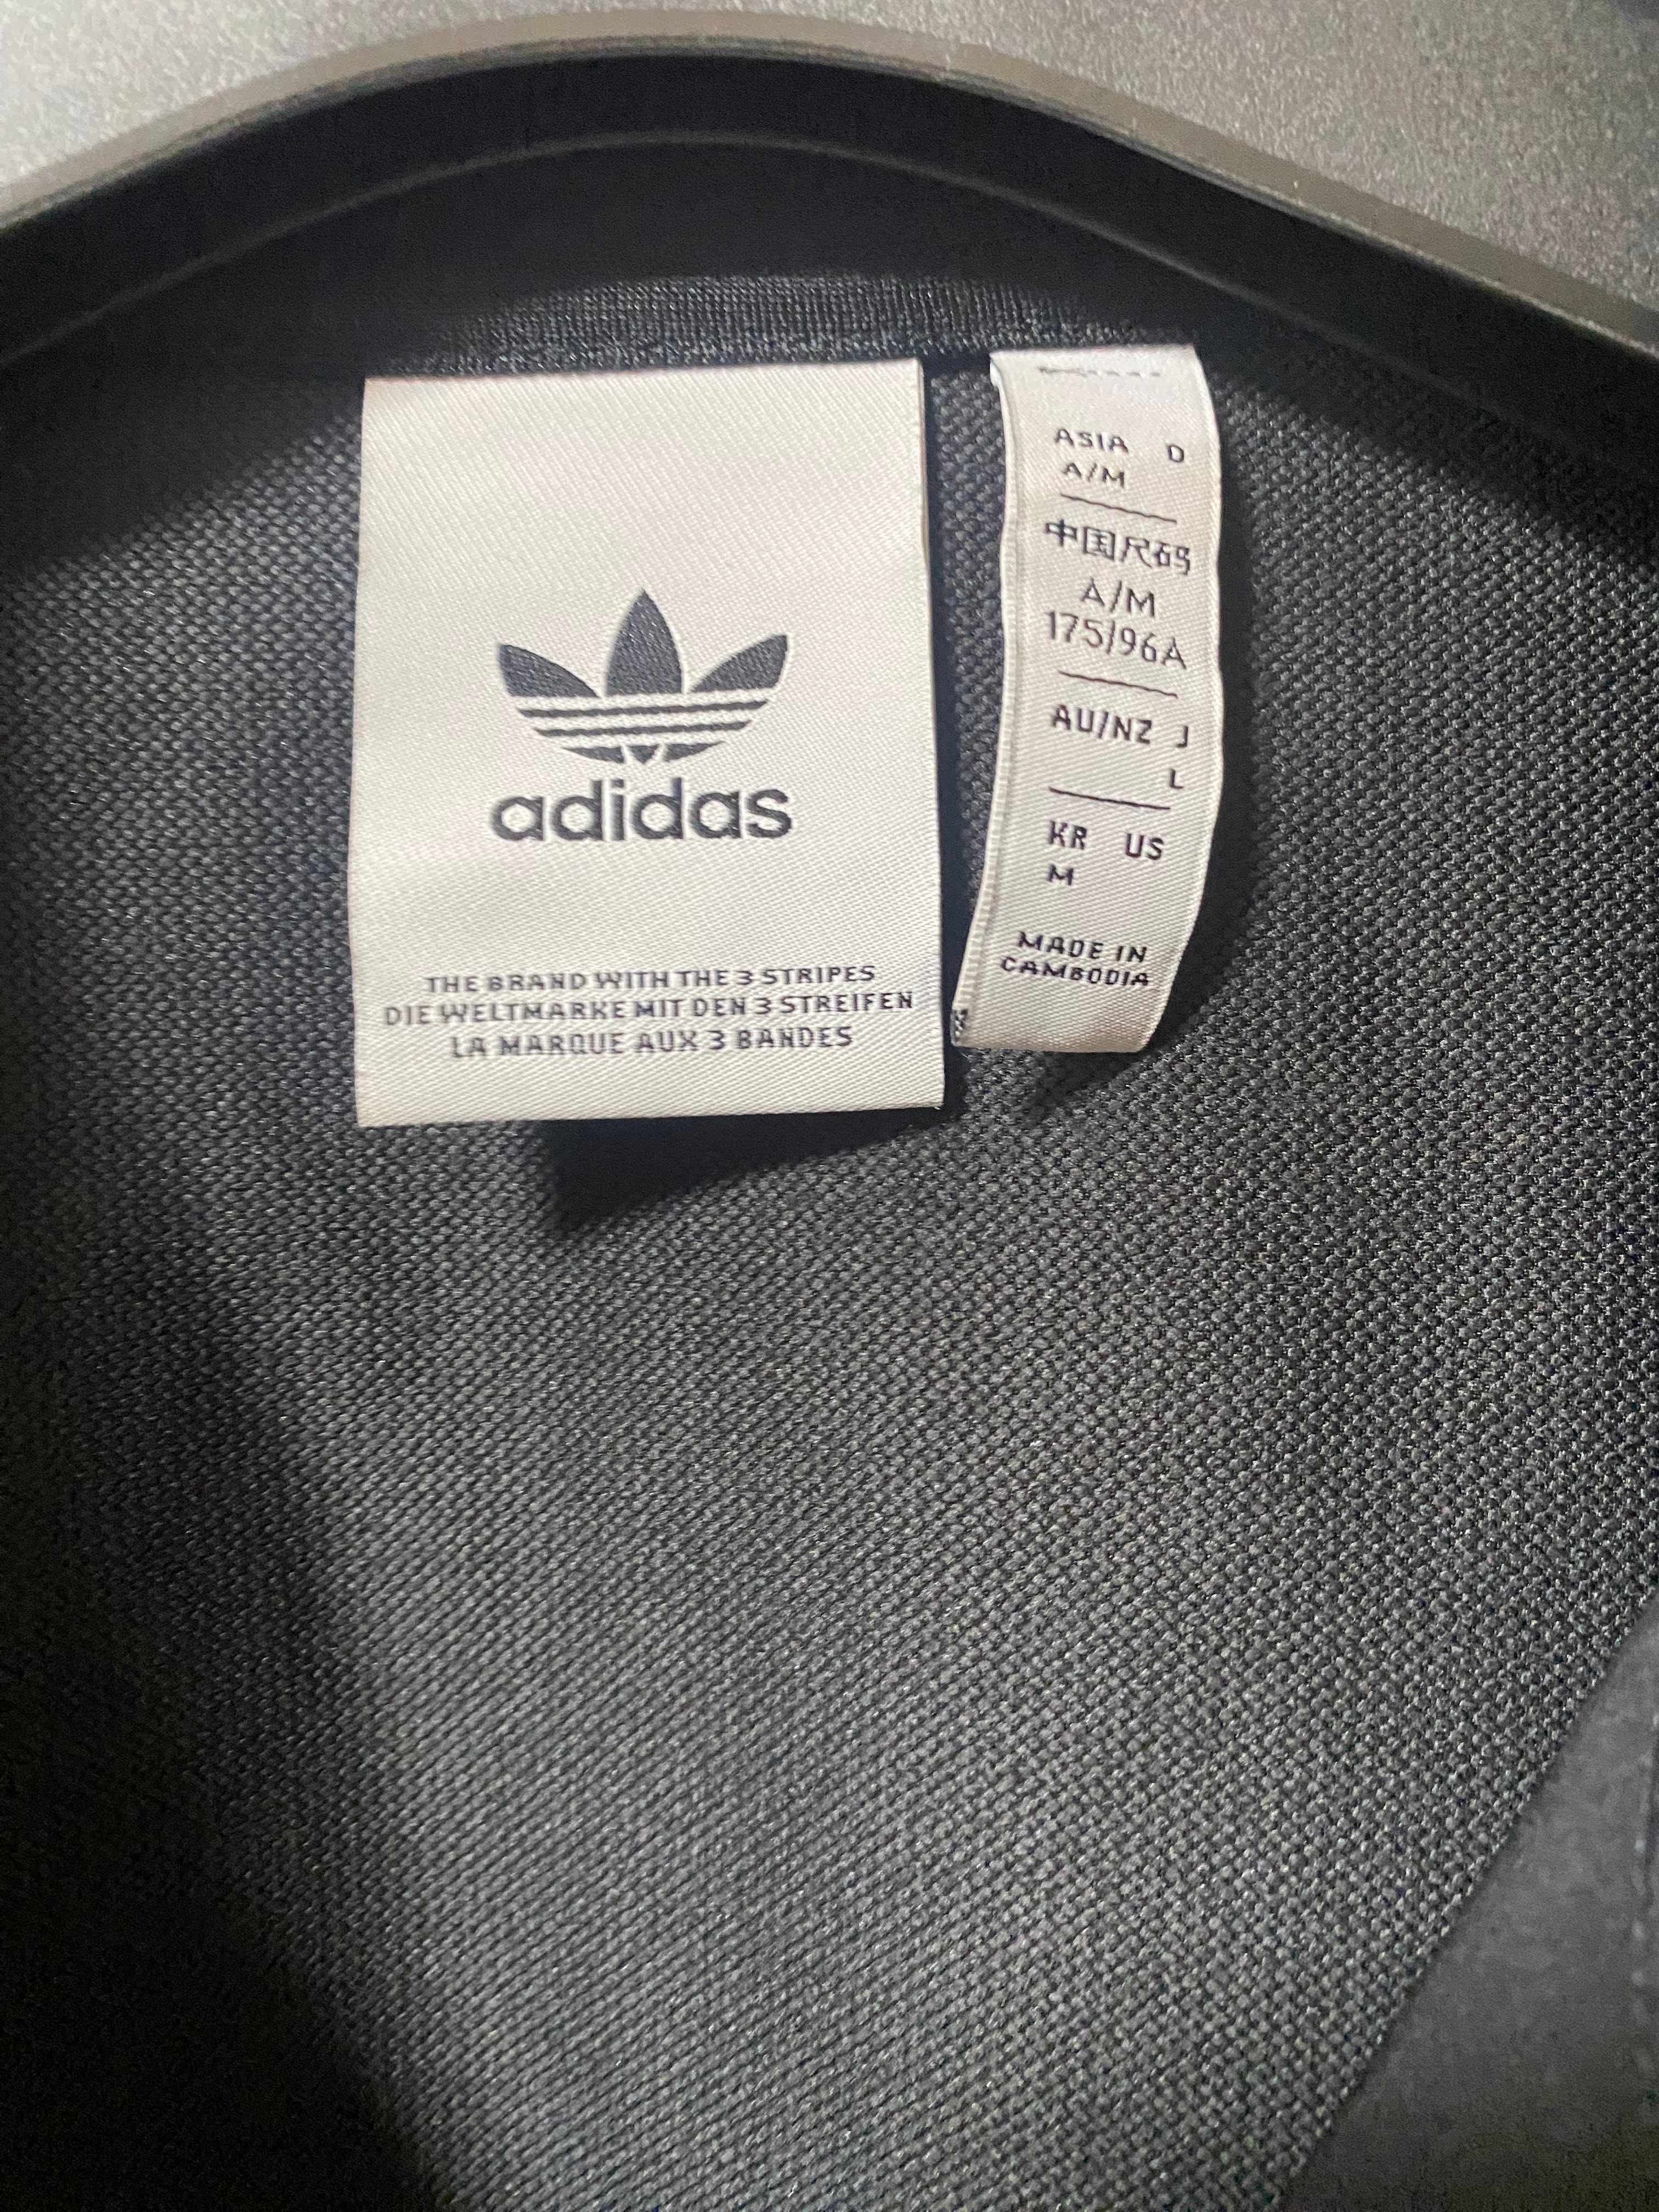 adidas
THE BRAND WITH THE 3 STRIPES
DIE WELTMARKE MIT DEN 3 STREIFEN
LA MARQUE AUX 3 BANDES
ASIA D
A/M
中国尺码
A/M
175/96A
AU/NZ J
L
KR US
M
MADE IN
CAMBODIA